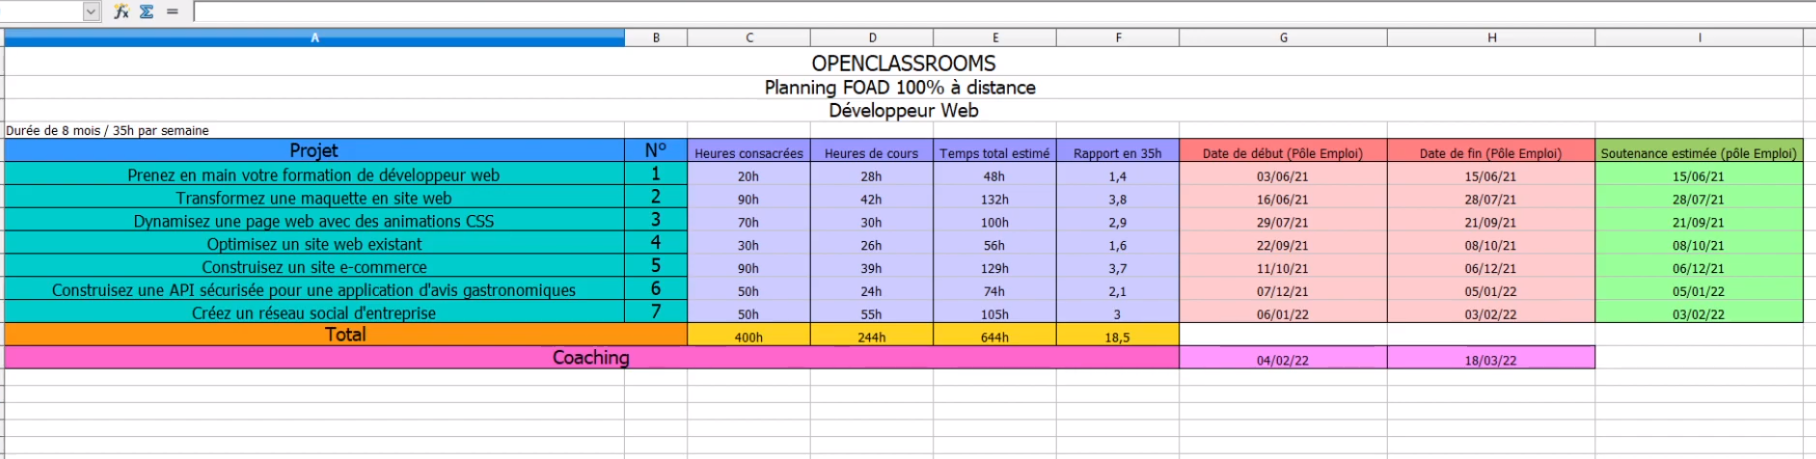 A B C D E F G H I
OPENCLASSROOMS
Planning FOAD 100% à distance
Développeur Web
Durée de 8 mois / 35h par semaine
Projet N° Heures consacrées Heures de cours Temps total estimé Rapport en 35h Date de début (Pôle Emploi) Date de fin (Pôle Emploi) Soutenance estimée (pôle Emploi)
Prenez en main votre formation de développeur web 1 20h 28h 48h 1,4 03/06/21 15/06/21 15/06/21
Transformez une maquette en site web 2 90h 42h 132h 3,8 16/06/21 28/07/21 28/07/21
Dynamisez une page web avec des animations CSS 3 70h 30h 100h 2,9 29/07/21 21/09/21 21/09/21
Optimisez un site web existant 4 30h 26h 56h 1,6 22/09/21 08/10/21 08/10/21
Construisez un site e-commerce 5 90h 39h 129h 3,7 11/10/21 06/12/21 06/12/21
Construisez une API sécurisée pour une application d'avis gastronomiques 6 50h 24h 74h 2,1 07/12/21 05/01/22 05/01/22
Créez un réseau social d'entreprise 7 50h 55h 105h 3 06/01/22 03/02/22 03/02/22
Total 400h 244h 644h 18,5
Coaching 04/02/22 18/03/22